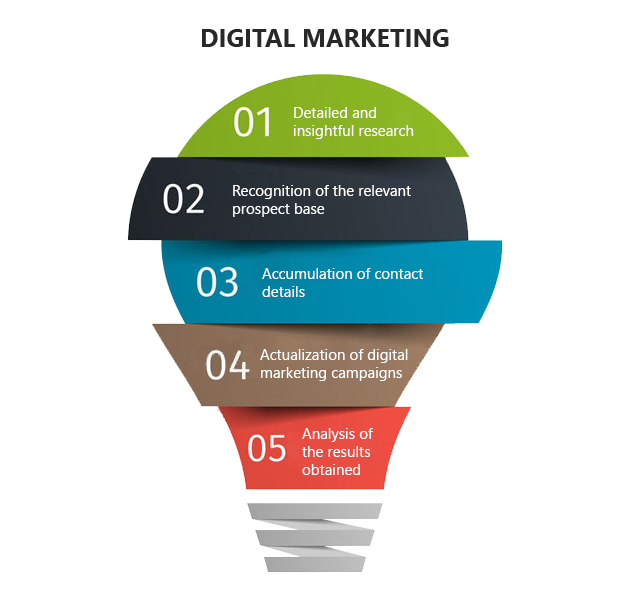 DIGITAL MARKETING
01
Detailed and
insightful research
02
Recognition of the relevant
prospect base
03
Accumulation of contact
details
04
Actualization of digital
marketing campaigns
05
Analysis of
the results
obtained